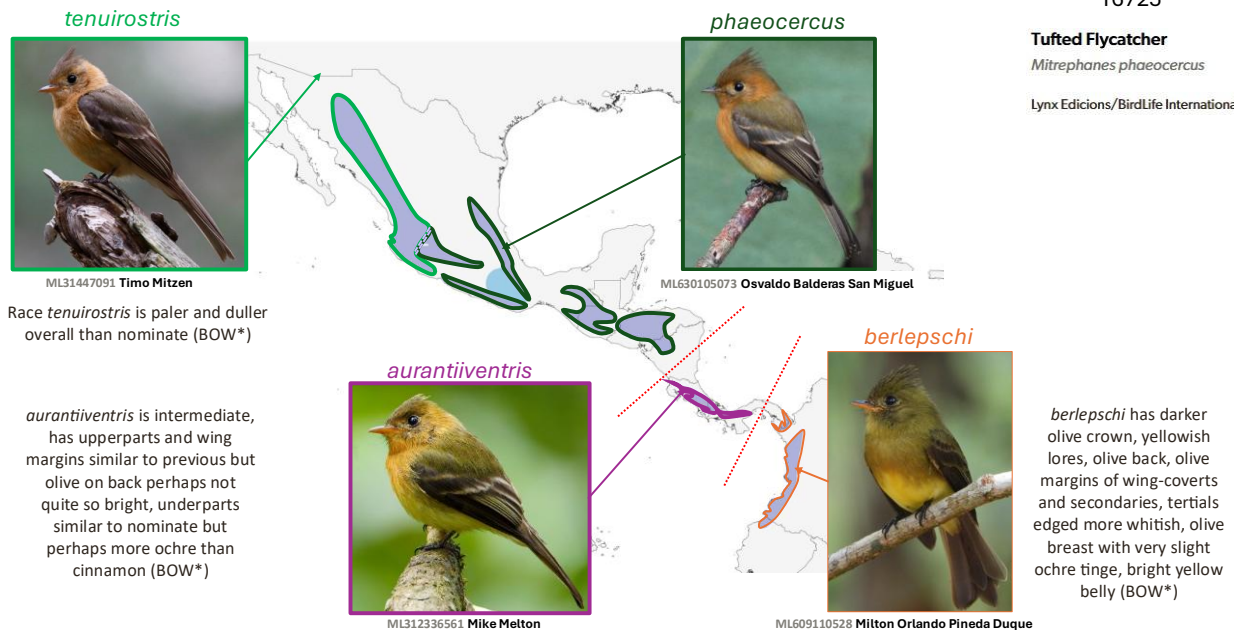 16725
tenuirostris
phaeocercus
Tufted Flycatcher
Mitrephanes phaeocercus
Lynx Edicions/BirdLife Internationa
ML31447091 Timo Mitzen
ML630105073 Osvaldo Balderas San Miguel
Race tenuirostris is paler and duller
overall than nominate (BOW*)
aurantiiventris
berlepschi
aurantiiventris is intermediate,
has upperparts and wing
margins similar to previous but
olive on back perhaps not
quite so bright, underparts
similar to nominate but
perhaps more ochre than
cinnamon (BOW*)
berlepschi has darker
olive crown, yellowish
lores, olive back, olive
margins of wing-coverts
and secondaries, tertials
edged more whitish, olive
breast with very slight
ochre tinge, bright yellow
belly (BOW*)
ML312336561 Mike Melton
ML609110528 Milton Orlando Pineda Duque